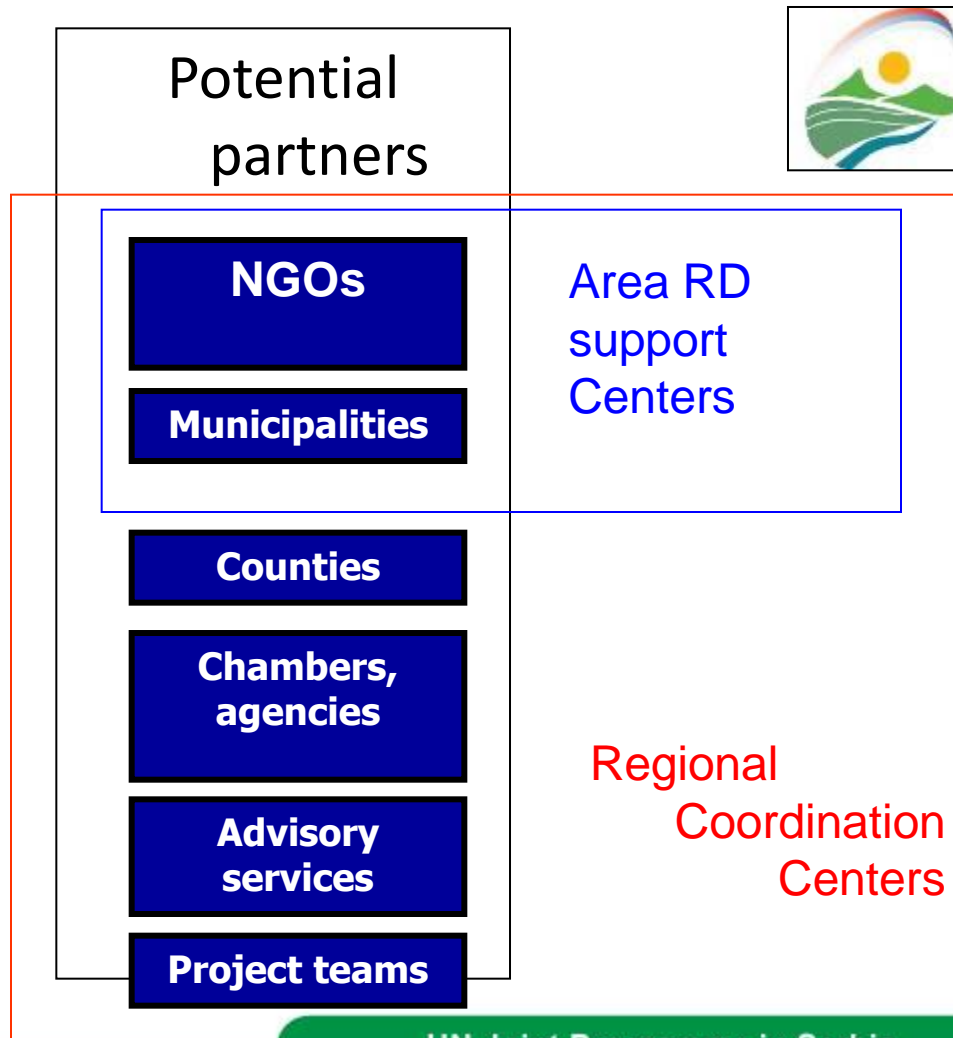 Potential
partners
NGOs
Area RD
support
Centers
Municipalities
Counties
Chambers,
agencies
Regional
Coordination
Centers
Advisory
services
Project teams